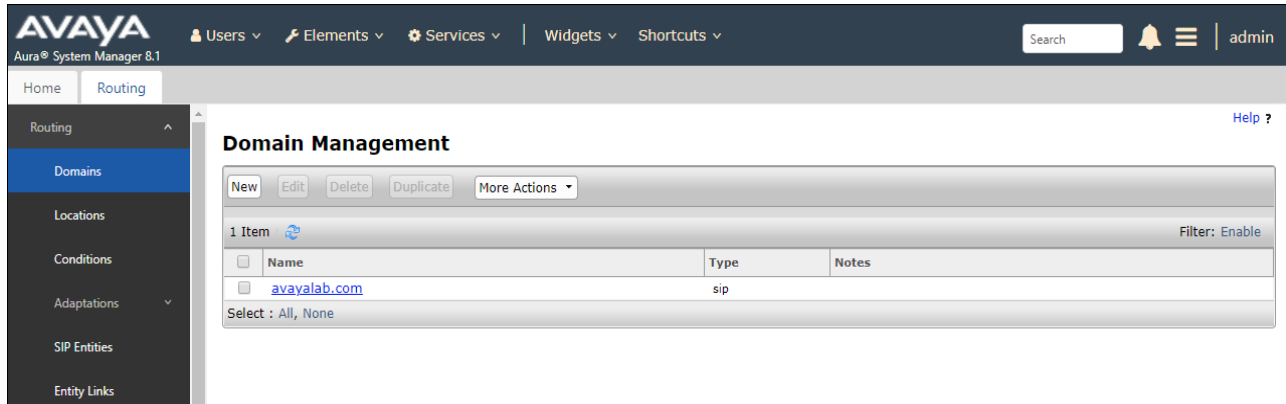 AVAYA
Aura® System Manager 8.1
Users Elements Services | Widgets Shortcuts Search admin
Home Routing
Help ?
Routing
Domains
Locations
Conditions
Adaptations
SIP Entities
Entity Links
Domain Management
New Edit Delete Duplicate More Actions
1 Item Filter: Enable
Name Type Notes
avayalab.com sip
Select : All, None